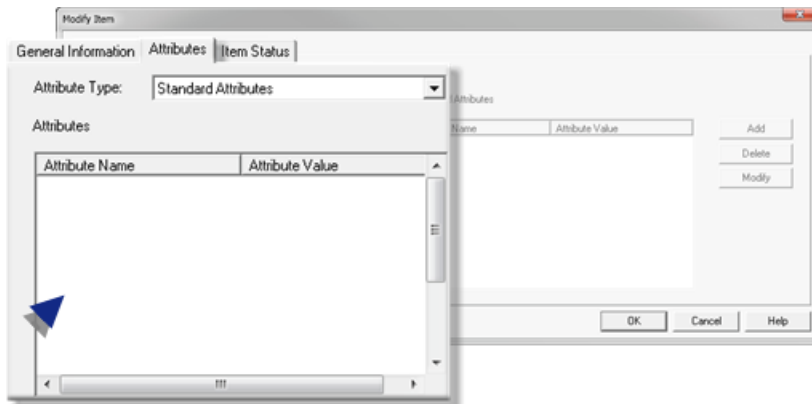 Modify Item
General Information Attributes Item Status
Attribute Type: Standard Attributes
Attributes
Attribute Name Attribute Value
Attributes
Name Attribute Value
Add
Delete
Modify
OK Cancel Help